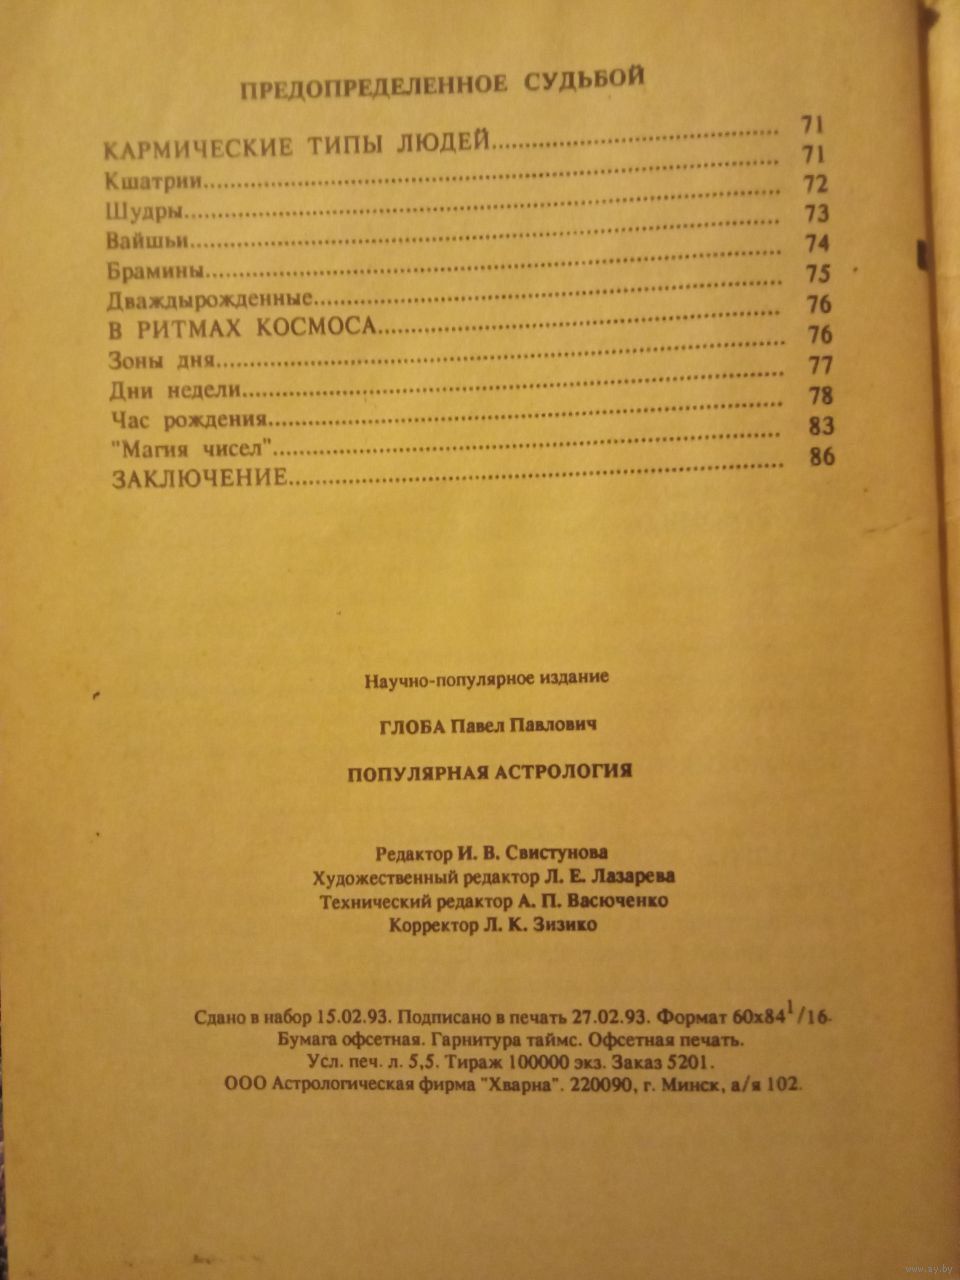 ПРЕДОПРЕДЕЛЕННОЕ СУДЬБОЙ
КАРМИЧЕСКИЕ ТИПЫ ЛЮДЕЙ 71
Кшатрии 71
Шудры 72
Вайшьи 73
Брамины 74
Дваждырожденные 75
В РИТМАХ КОСМОСА 76
Зоны дня 76
Дни недели 77
Час рождения 78
"Магия чисел" 83
ЗАКЛЮЧЕНИЕ 86
Научно-популярное издание
ГЛОБА Павел Павлович
ПОПУЛЯРНАЯ АСТРОЛОГИЯ
Редактор И. В. Свистунова
Художественный редактор Л. Е. Лазарева
Технический редактор А. П. Васюченко
Корректор Л. К. Зизико
Сдано в набор 15.02.93. Подписано в печать 27.02.93. Формат 60х84 1/16.
Бумага офсетная. Гарнитура таймс. Офсетная печать.
Усл. печ. л. 5,5. Тираж 100000 экз. Заказ 5201.
ООО Астрологическая фирма "Хварна". 220090, г. Минск, а/я 102.
www.ay.by